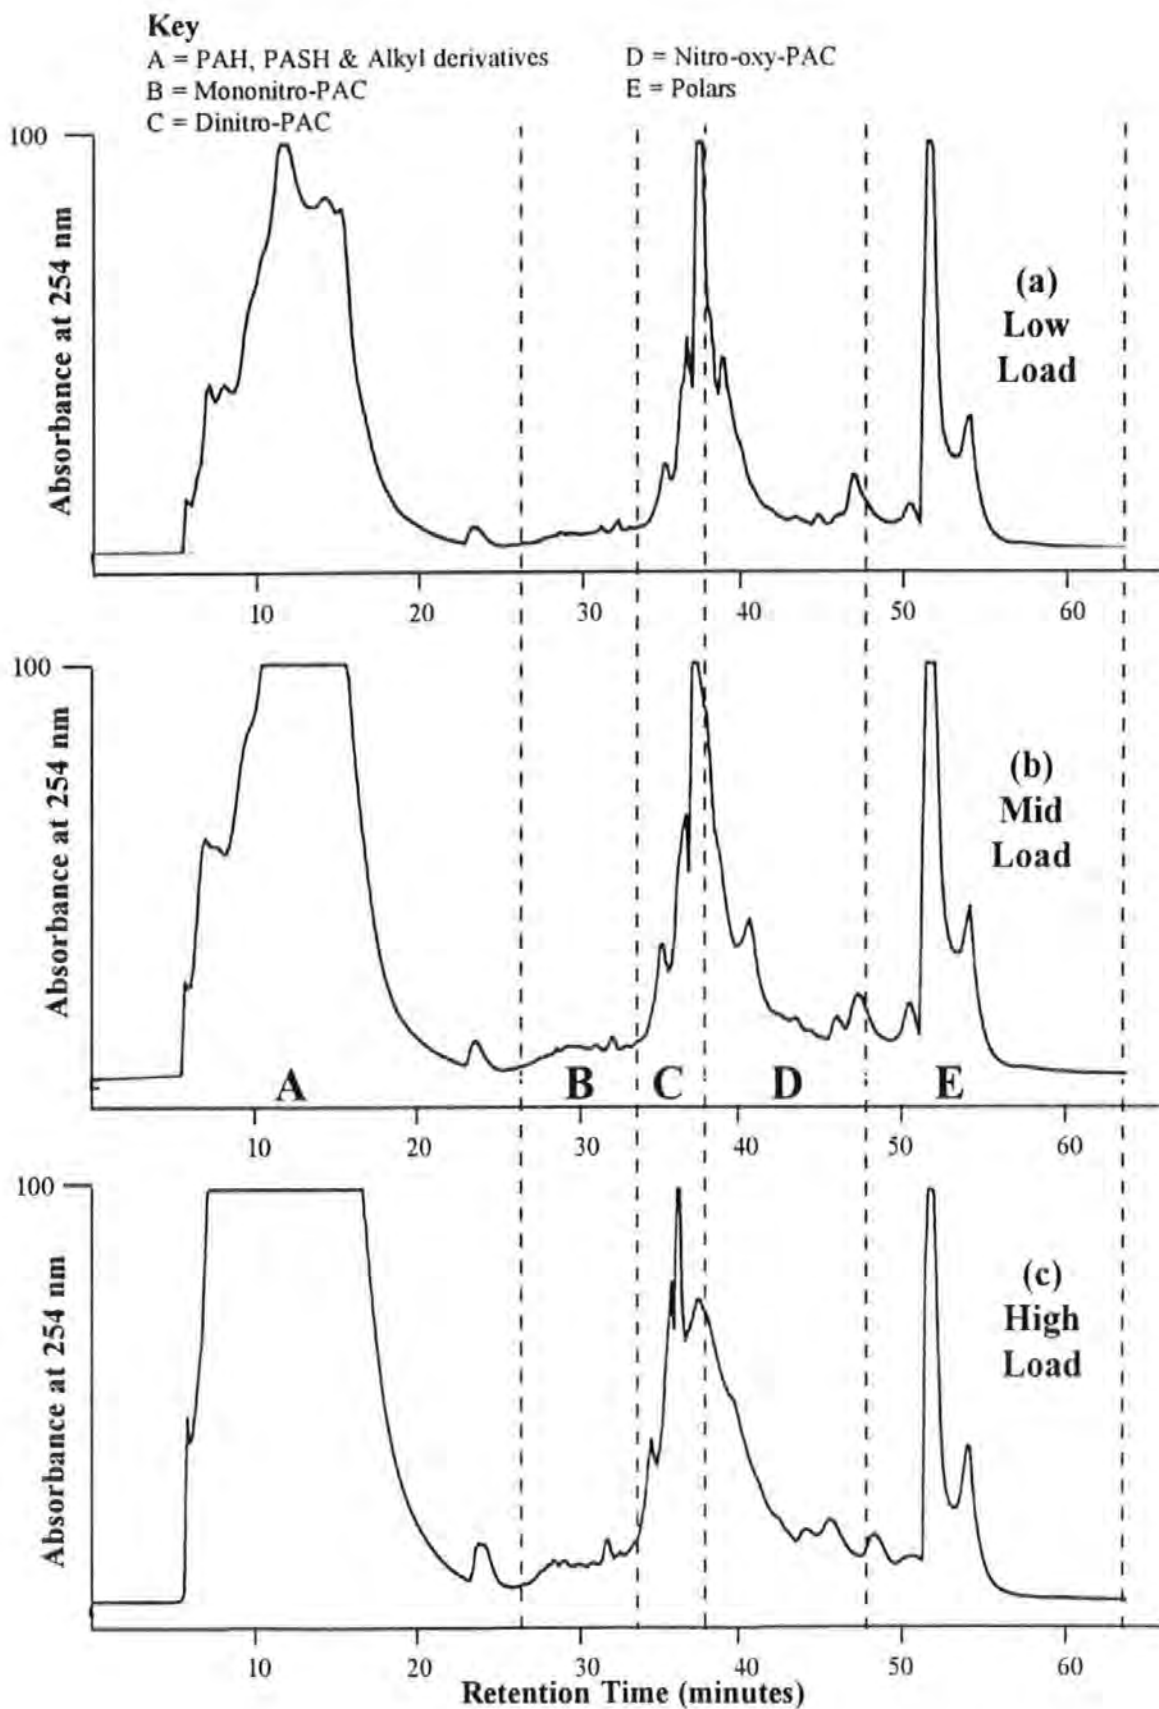 Key
A = PAH, PASH & Alkyl derivatives
B = Mononitro-PAC
C = Dinitro-PAC
D = Nitro-oxy-PAC
E = Polars
100
Absorbance at 254 nm
(a)
Low
Load
10 20 30 40 50 60
100
Absorbance at 254 nm
(b)
Mid
Load
A B C D E
10 20 30 40 50 60
100
Absorbance at 254 nm
(c)
High
Load
10 20 30 40 50 60
Retention Time (minutes)